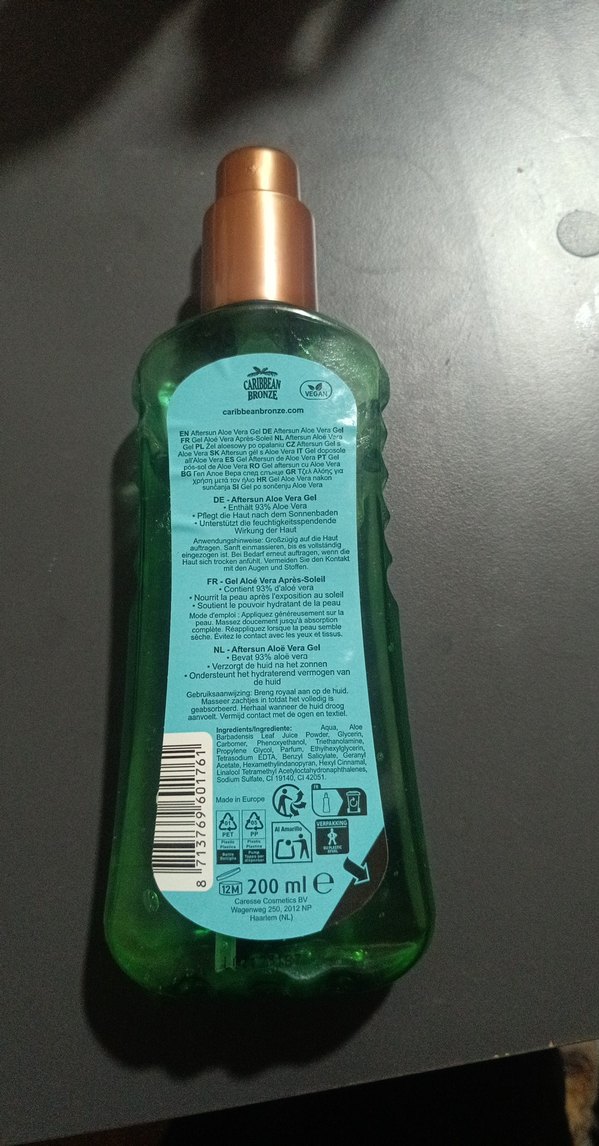 CARIBBEAN
BRONZE
VEGAN
caribbeanbronze.com
EN Aftersun Aloe Vera Gel DE Aftersun Aloe Vera Gel
FR Gel Aloé Vera Après-Soleil NL Aftersun Aloë Vera
Gel PL Żel aloesowy po opalaniu CZ Aftersun Gel s
Aloe Vera SK Aftersun gél s Aloe Vera IT Gel doposole
all'Aloe Vera ES Gel Aftersun de Aloe Vera PT Gel
pós-sol de Aloe Vera RO Gel aftersun cu Aloe Vera
BG Гел Алое Вера след слънце GR Τζελ Αλόης για
χρήση μετά τον ήλιο HR Gel Aloe Vera nakon
sunčanja SI Gel po sončenju Aloe Vera
DE - Aftersun Aloe Vera Gel
• Enthält 93% Aloe Vera
• Pflegt die Haut nach dem Sonnenbaden
• Unterstützt die feuchtigkeitsspendende
Wirkung der Haut
Anwendungshinweise: Großzügig auf die Haut
auftragen. Sanft einmassieren, bis es vollständig
eingezogen ist. Bei Bedarf erneut auftragen, wenn die
Haut sich trocken anfühlt. Vermeiden Sie den Kontakt
mit den Augen und Stoffen.
FR - Gel Aloé Vera Après-Soleil
• Contient 93% d'aloé vera
• Nourrit la peau après l'exposition au soleil
• Soutient le pouvoir hydratant de la peau
Mode d'emploi : Appliquez généreusement sur la
peau. Massez doucement jusqu'à absorption
complète. Réappliquez lorsque la peau semble
sèche. Évitez le contact avec les yeux et tissus.
NL - Aftersun Aloë Vera Gel
• Bevat 93% aloë vera
• Verzorgt de huid na het zonnen
• Ondersteunt het hydraterend vermogen van
de huid
Gebruiksaanwijzing: Breng royaal aan op de huid.
Masseer zachtjes in totdat het volledig is
geabsorbeerd. Herhaal wanneer de huid droog
aanvoelt. Vermijd contact met de ogen en textiel.
Ingredients/Ingrediente: Aqua, Aloe
Barbadensis Leaf Juice Powder, Glycerin,
Carbomer, Phenoxyethanol, Triethanolamine,
Propylene Glycol, Parfum, Ethylhexylglycerin,
Tetrasodium EDTA, Benzyl Salicylate, Geranyl
Acetate, Hexamethylindanopyran, Hexyl Cinnamal,
Linalool Tetramethyl Acetyloctahydronaphthalenes,
Sodium Sulfate, CI 19140, CI 42051.
Made in Europe
FR
01
PET
05
PP
Al Amarillo
VERPAKKING
8 713769 601761
12M
200 ml e
Caresse Cosmetics BV
Wagenweg 250, 2012 NP
Haarlem (NL)